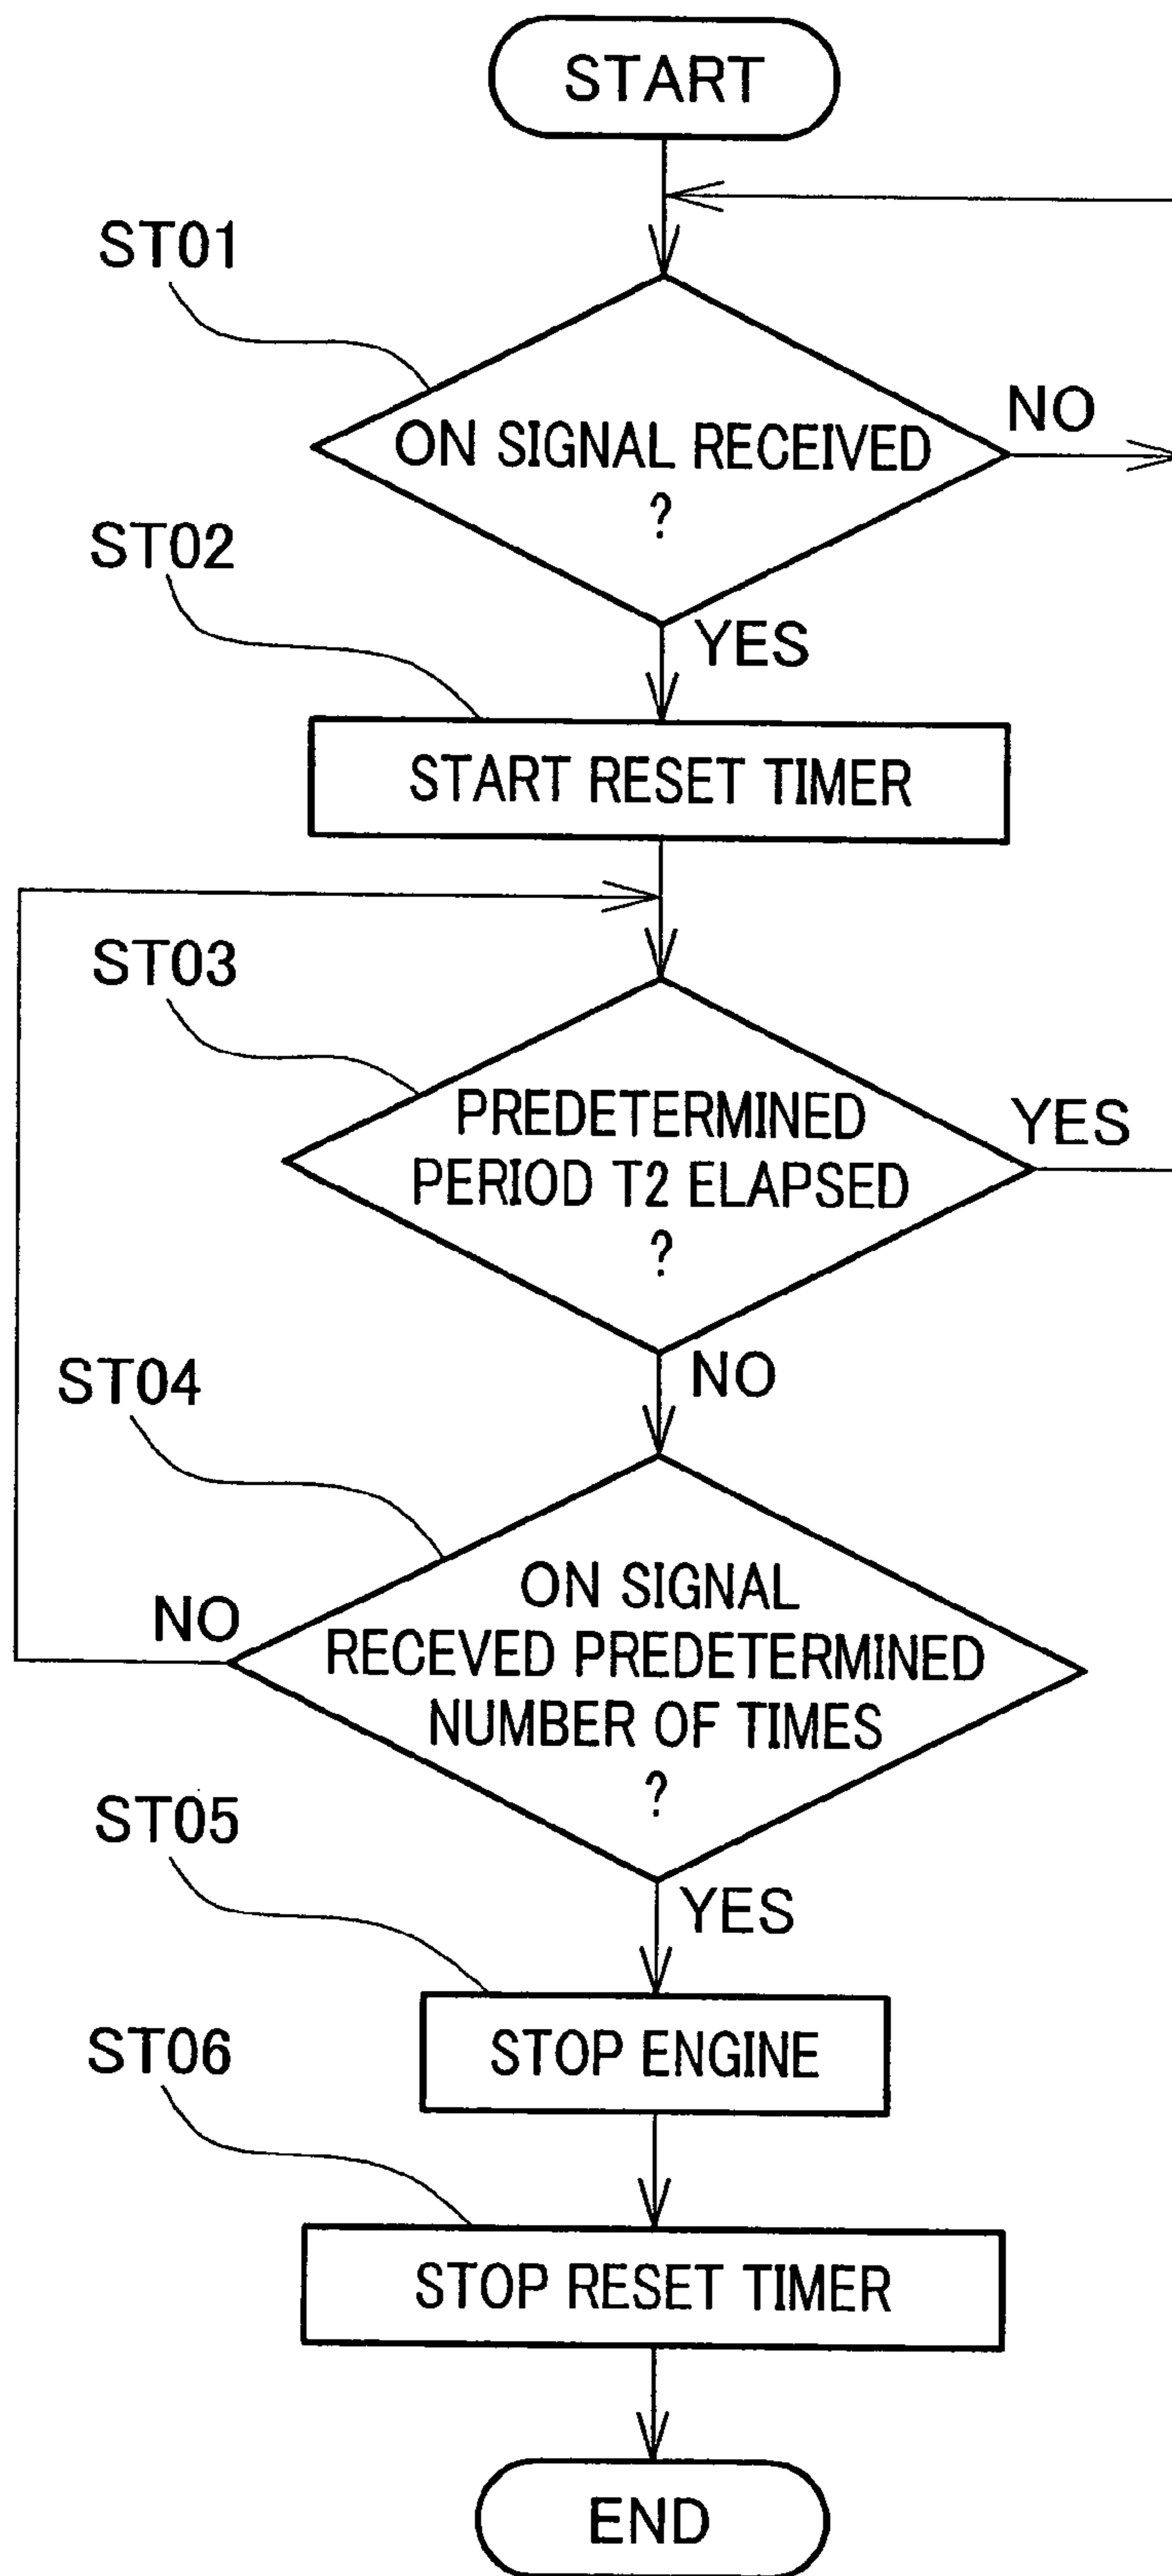 START
ST01
ON SIGNAL RECEIVED
?
NO
ST02
YES
START RESET TIMER
ST03
PREDETERMINED
PERIOD T2 ELAPSED
?
YES
NO
ST04
ON SIGNAL
RECEVED PREDETERMINED
NUMBER OF TIMES
?
NO
ST05
YES
STOP ENGINE
ST06
STOP RESET TIMER
END